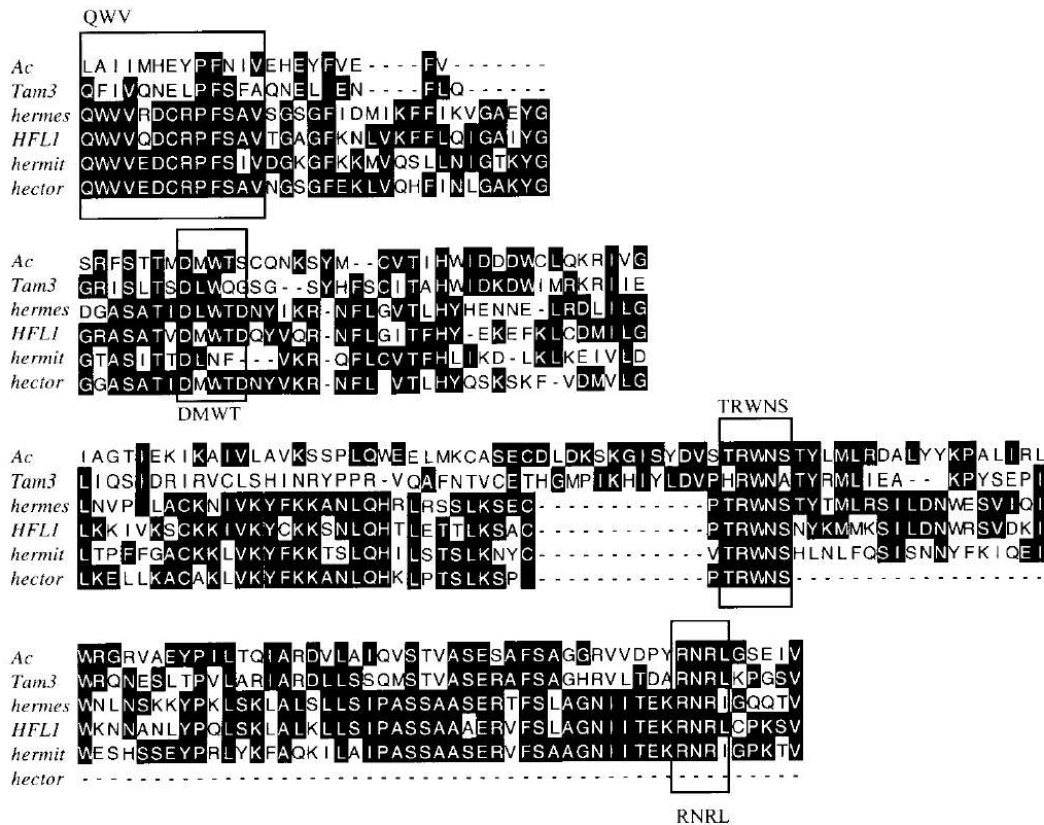 QWV
Ac LAIIMHEYPFNIVEHEYFVE----FV-------
Tam3 QFIVQNELPFSFAQNELLEN----FLQ------
hermes QWVVRDCRPFSAVSGSGFIDMIKFFIKVGAEYG
HFL1 QWVVQDCRPFSAVTGAGFKNLVKFFLQIGAIYG
hermit QWVVEDCRPFSIVDGKGFKKMVQSLLNIGTKYG
hector QWVVEDCRPFSAVNGSGFEKLVQHFINLGAKYG
Ac SRFSTTMDMWTSCQNKSYM--CVTIHWIDDDWCLQKRIVG
Tam3 GRISLTSDLWQGSG--SYHFSCITAHWIDKDWIMRKRIIE
hermes DGASATIDLWTDNYIKR-NFLGVTLHYHENNE-LRDLILG
HFL1 GRASATVDMWTDQYVQR-NFLGITFHY-EKEFKLCDMILG
hermit GTASITTDLNF---VKR-QFLCVTFHLIKD-LKLKEIVLD
hector GGASATIDMWTDNYVKR-NFL VTLHYQSKSKF-VDMVLG
DMWT
TRWNS
Ac IAGTIEKIKAIVLAVKSSPLQWEELMKCASECDLDKSKGISYDVSTRWNSTYLMLRDALYYKPALIRL
Tam3 LIQSIDRIRVCLSHINRYPPR-VQAFNTVCETHGMPIKHIYLDVPHRWNATYRMLIEA--KPYSEPI
hermes LNVPILACKNIVKYFKKANLQHRLRSSLKSEC------------PTRWNSTYTMLRSILDNWESVIQI
HFL1 LKKIVKSCKKIVKYCKKSNLQHTLETTLKSAC------------PTRWNSNYKMMKSILDNWRSVDKI
hermit LTPFFGACKKLVKYFKKTSLQHILSTSLKNYC------------VTRWNSHLNLFQSISNNYFKIQEI
hector LKELLKACAKLVKYFKKANLQHKLPTSLKSPI------------PTRWNS------------------
Ac WRGRVAEYPILTQIARDVLAIQVSTVASESAFSAGGRVVDPYRNRLGSEIV
Tam3 WRQNESLTPVLARIARDLLSSQMSTVASERAFSAGHRVLTDARNRLKPGSV
hermes WNLNSKKYPKLSKLALSLLSIPASSAASERTFSLAGNIITEKRNRIGQQTV
HFL1 WKNNANLYPQLSKLALKLLSIPASSAAAERVFSLAGNIITEKRNRLCPKSV
hermit WESHSSEYPRLYKFAQKILAIPASSAASERVFSAAGNIITEKRNRIGPKTV
hector ---------------------------------------------------
RNRL